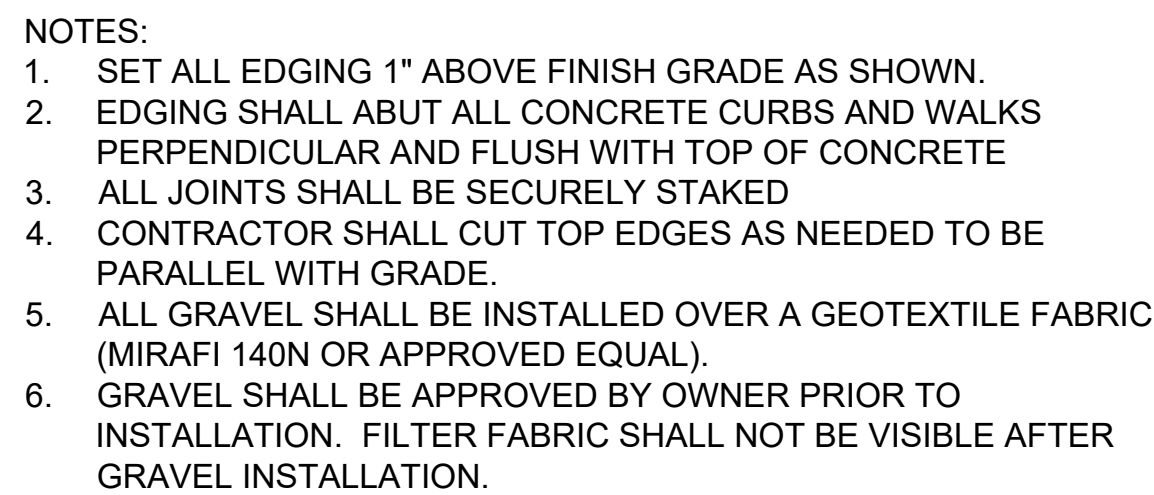 NOTES:
1. SET ALL EDGING 1" ABOVE FINISH GRADE AS SHOWN.
2. EDGING SHALL ABUT ALL CONCRETE CURBS AND WALKS
PERPENDICULAR AND FLUSH WITH TOP OF CONCRETE
3. ALL JOINTS SHALL BE SECURELY STAKED
4. CONTRACTOR SHALL CUT TOP EDGES AS NEEDED TO BE
PARALLEL WITH GRADE.
5. ALL GRAVEL SHALL BE INSTALLED OVER A GEOTEXTILE FABRIC
(MIRAFI 140N OR APPROVED EQUAL).
6. GRAVEL SHALL BE APPROVED BY OWNER PRIOR TO
INSTALLATION. FILTER FABRIC SHALL NOT BE VISIBLE AFTER
GRAVEL INSTALLATION.